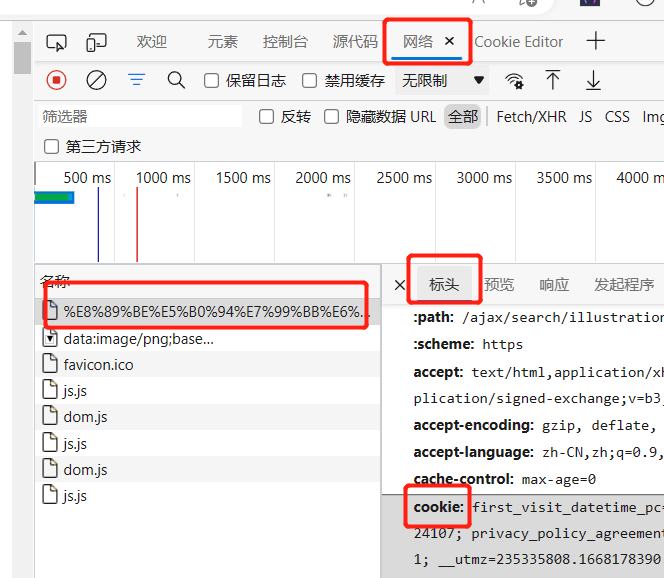 欢迎 元素 控制台 源代码 网络 × Cookie Editor +
保留日志 禁用缓存 无限制
筛选器 反转 隐藏数据 URL 全部 Fetch/XHR JS CSS Img
第三方请求
500 ms 1000 ms 1500 ms 2000 ms 2500 ms 3000 ms 3500 ms 4000 m
名称
× 标头 预览 响应 发起程序
%E8%89%BE%E5%B0%94%E7%99%BB%E6%...
data:image/png;base...
favicon.ico
js.js
dom.js
js.js
dom.js
js.js
:path: /ajax/search/illustration
:scheme: https
accept: text/html,application/xh
plication/signed-exchange;v=b3;
accept-encoding: gzip, deflate,
accept-language: zh-CN,zh;q=0.9,
cache-control: max-age=0
cookie: first_visit_datetime_pc=
24107; privacy_policy_agreement
1; __utmz=235335808.1668178390